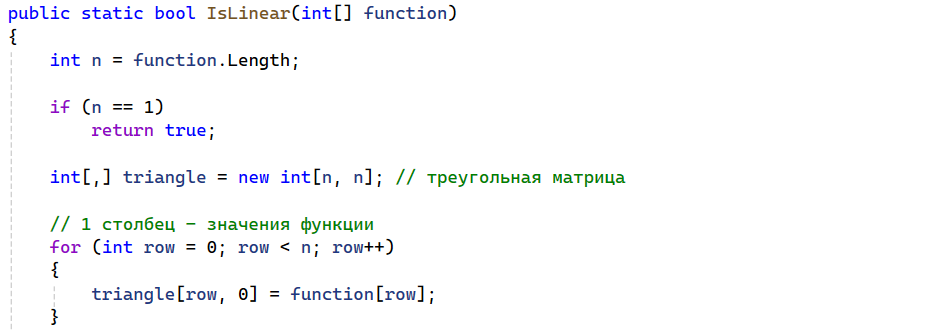 public static bool IsLinear(int[] function)
{
    int n = function.Length;

    if (n == 1)
        return true;

    int[,] triangle = new int[n, n]; // треугольная матрица

    // 1 столбец - значения функции
    for (int row = 0; row < n; row++)
    {
        triangle[row, 0] = function[row];
    }